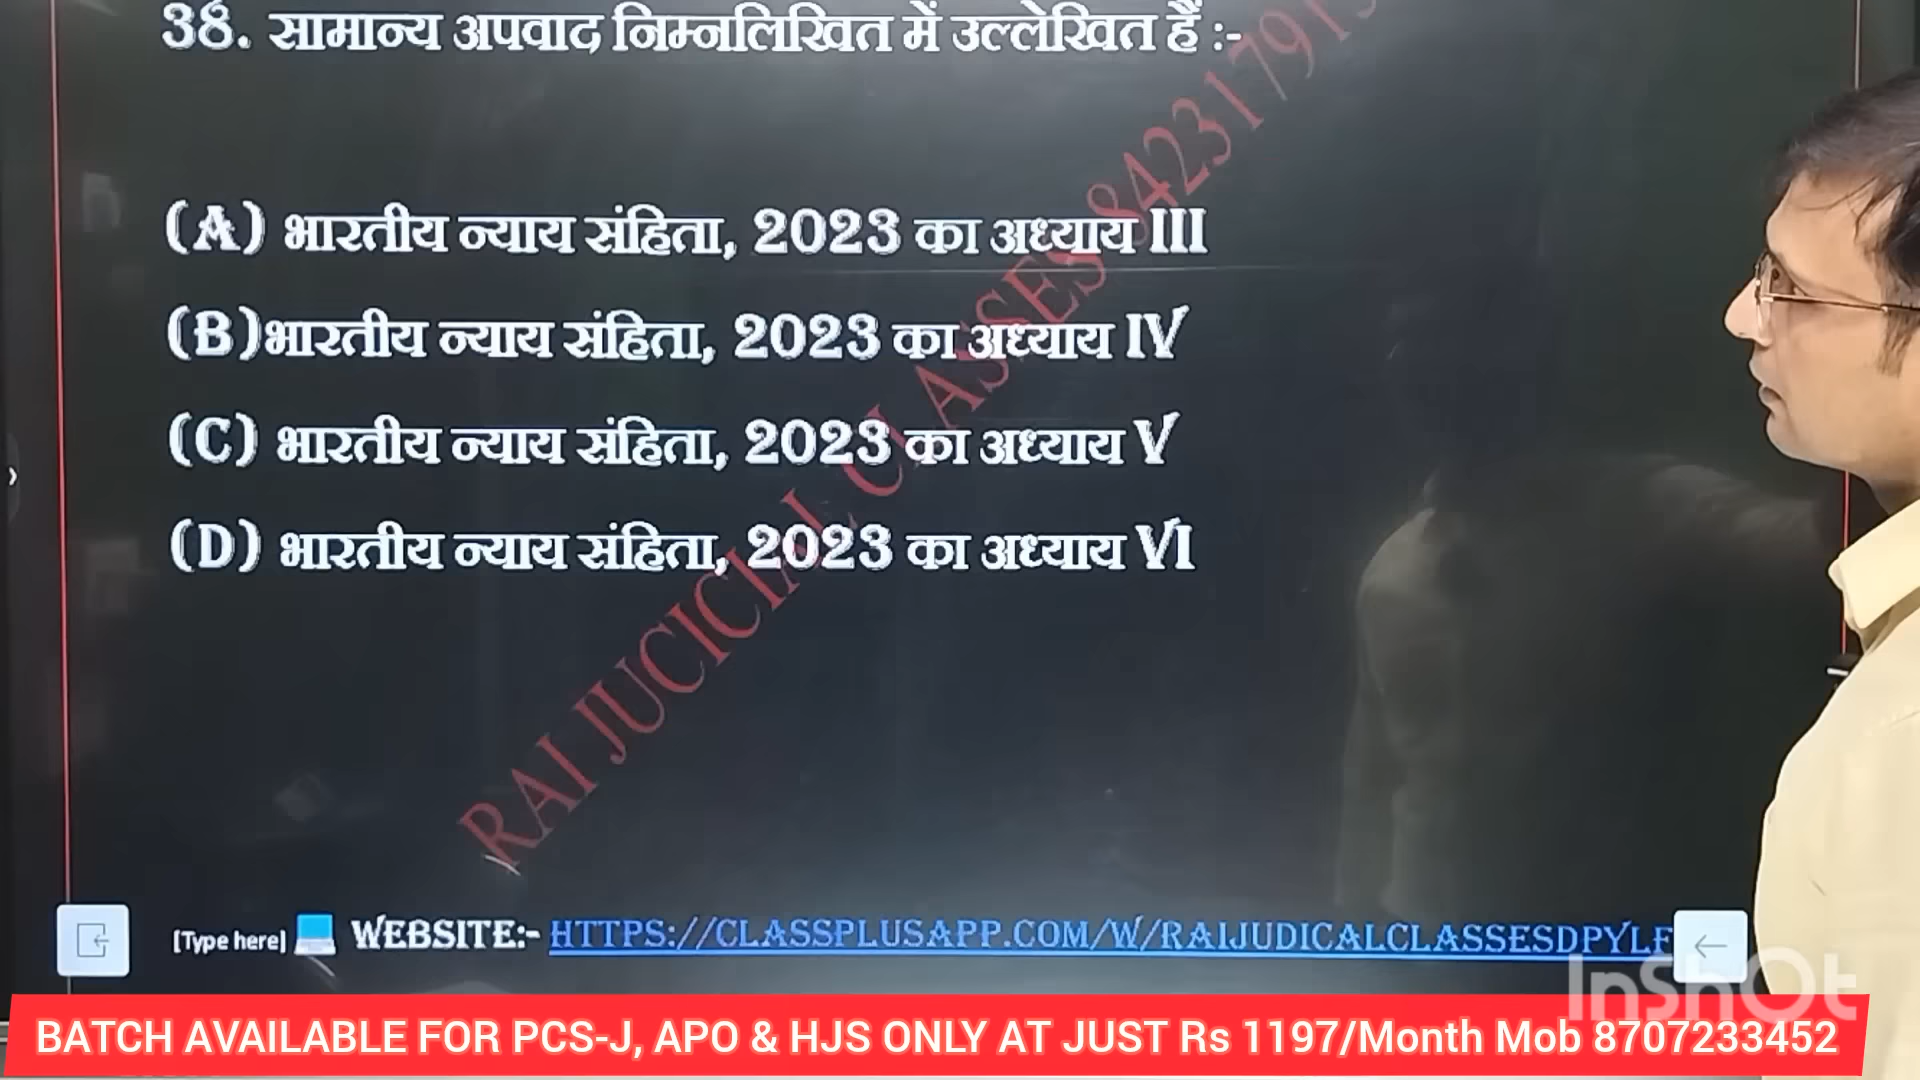 38. सामान्य अपवाद निम्नलिखित में उल्लेखित हैं :-
(A) भारतीय न्याय संहिता, 2023 का अध्याय III
(B)भारतीय न्याय संहिता, 2023 का अध्याय IV
(C) भारतीय न्याय संहिता, 2023 का अध्याय V
(D) भारतीय न्याय संहिता, 2023 का अध्याय VI
RAI JUCICIAL CLASSES 84231791
[Type here] WEBSITE:- HTTPS://CLASSPLUSAPP.COM/W/RAIJUDICALCLASSESDPYLF
InShOt
BATCH AVAILABLE FOR PCS-J, APO & HJS ONLY AT JUST Rs 1197/Month Mob 8707233452